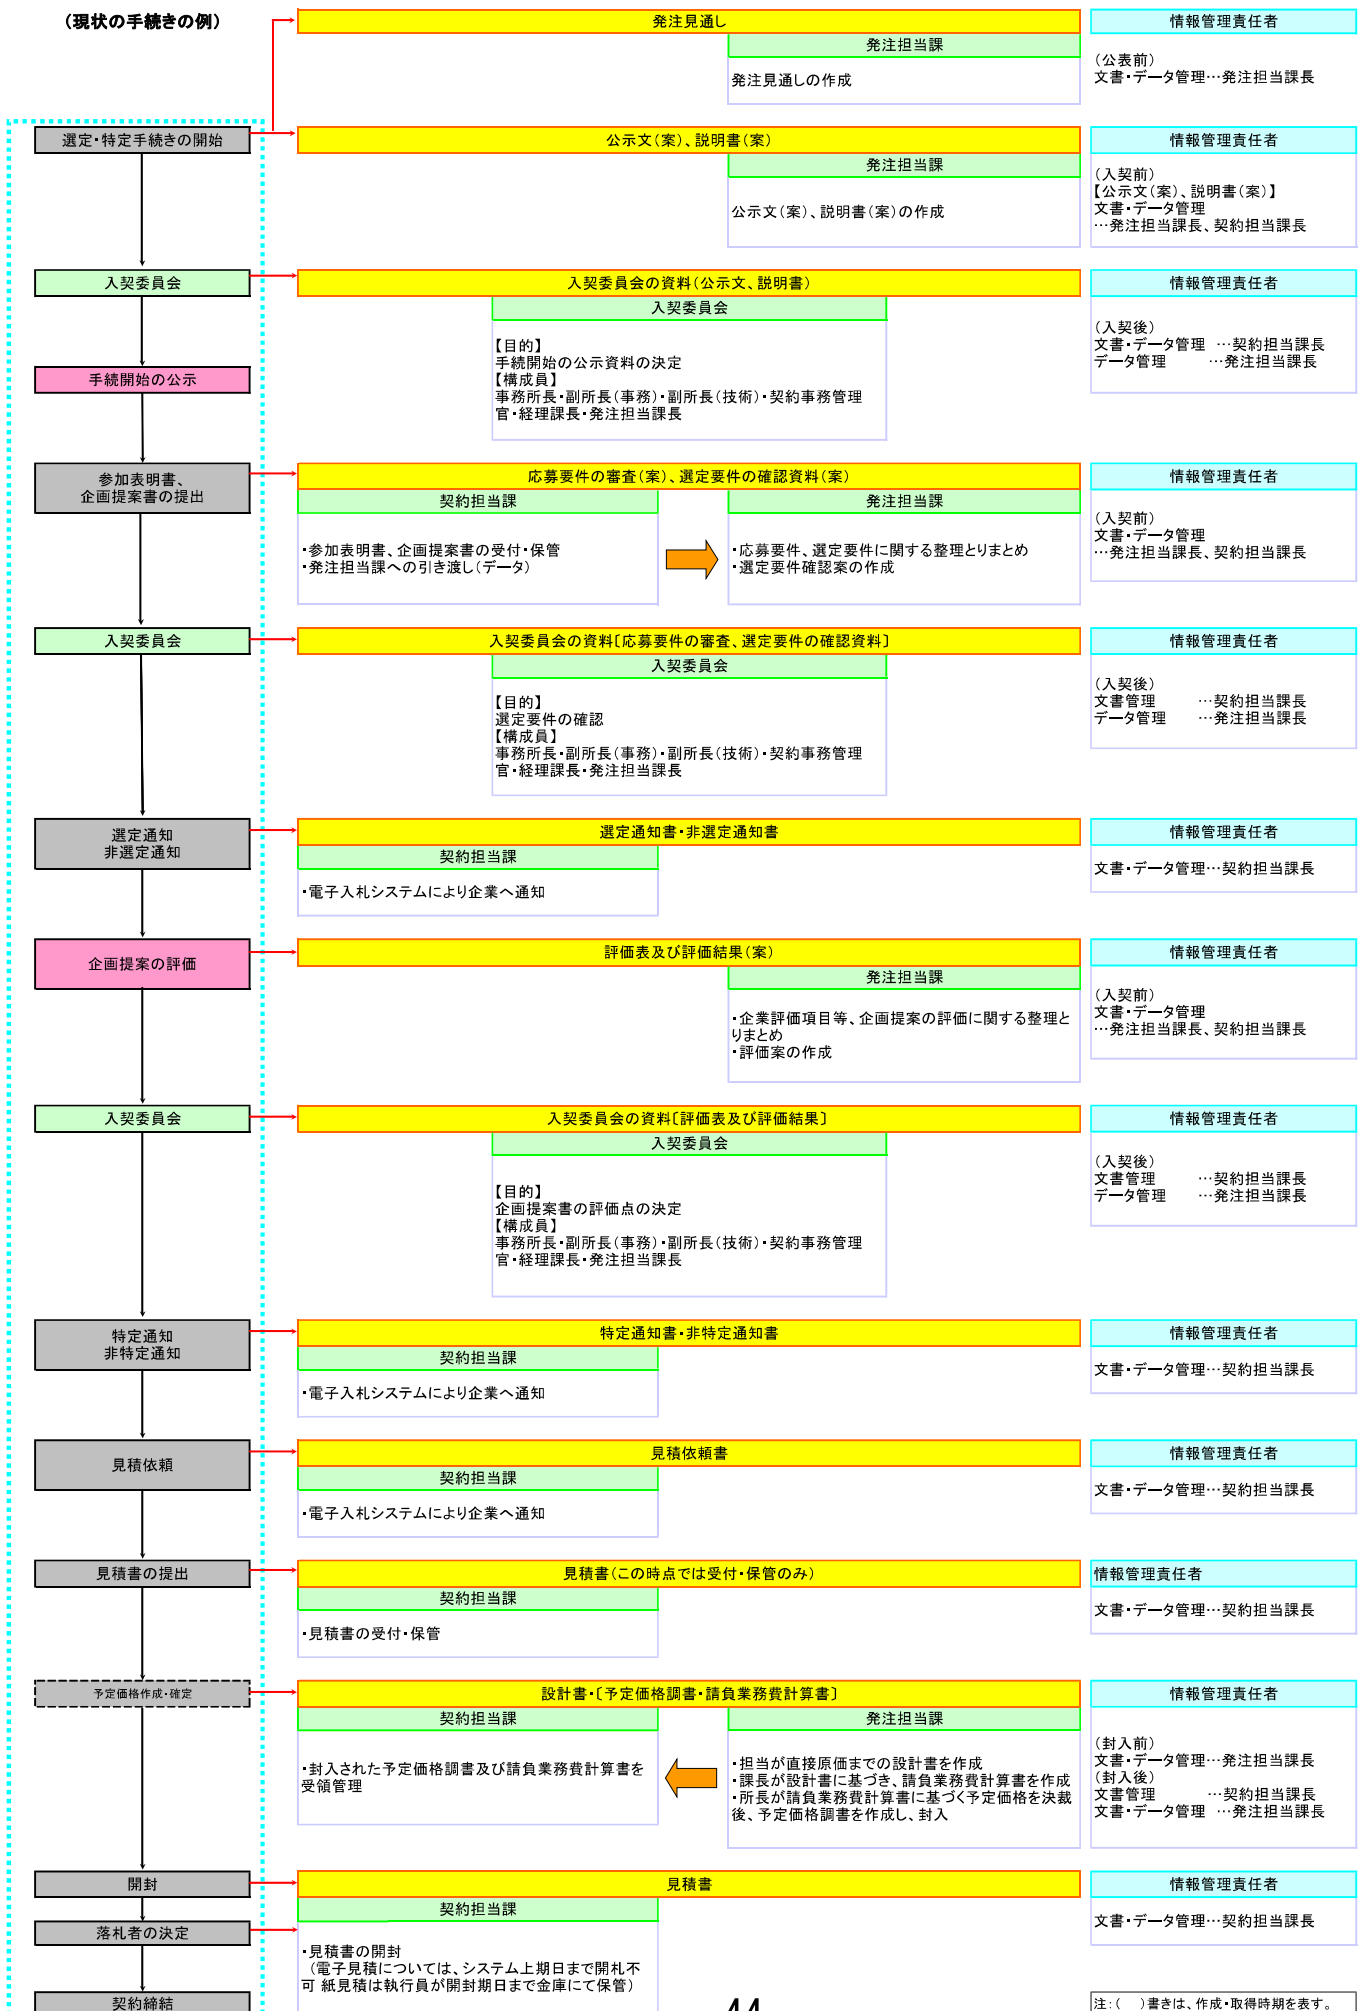 （現状の手続きの例）
発注見通し
情報管理責任者
発注担当課
発注見通しの作成
（公表前）
文書・データ管理…発注担当課長
選定・特定手続きの開始
公示文（案）、説明書（案）
情報管理責任者
発注担当課
公示文（案）、説明書（案）の作成
（入契前）
【公示文（案）、説明書（案）】
文書・データ管理
…発注担当課長、契約担当課長
入契委員会
入契委員会の資料（公示文、説明書）
情報管理責任者
入契委員会
【目的】
手続開始の公示資料の決定
【構成員】
事務所長・副所長（事務）・副所長（技術）・契約事務管理
官・経理課長・発注担当課長
（入契後）
文書・データ管理 …契約担当課長
データ管理 …発注担当課長
手続開始の公示
参加表明書、
企画提案書の提出
応募要件の審査（案）、選定要件の確認資料（案）
情報管理責任者
契約担当課
発注担当課
・参加表明書、企画提案書の受付・保管
・発注担当課への引き渡し（データ）
・応募要件、選定要件に関する整理とりまとめ
・選定要件確認案の作成
（入契前）
文書・データ管理
…発注担当課長、契約担当課長
入契委員会
入契委員会の資料〔応募要件の審査、選定要件の確認資料〕
情報管理責任者
入契委員会
【目的】
選定要件の確認
【構成員】
事務所長・副所長（事務）・副所長（技術）・契約事務管理
官・経理課長・発注担当課長
（入契後）
文書管理 …契約担当課長
データ管理 …発注担当課長
選定通知
非選定通知
選定通知書・非選定通知書
情報管理責任者
契約担当課
・電子入札システムにより企業へ通知
文書・データ管理…契約担当課長
企画提案の評価
評価表及び評価結果（案）
情報管理責任者
発注担当課
・企業評価項目等、企画提案の評価に関する整理と
りまとめ
・評価案の作成
（入契前）
文書・データ管理
…発注担当課長、契約担当課長
入契委員会
入契委員会の資料〔評価表及び評価結果〕
情報管理責任者
入契委員会
【目的】
企画提案書の評価点の決定
【構成員】
事務所長・副所長（事務）・副所長（技術）・契約事務管理
官・経理課長・発注担当課長
（入契後）
文書管理 …契約担当課長
データ管理 …発注担当課長
特定通知
非特定通知
特定通知書・非特定通知書
情報管理責任者
契約担当課
・電子入札システムにより企業へ通知
文書・データ管理…契約担当課長
見積依頼
見積依頼書
情報管理責任者
契約担当課
・電子入札システムにより企業へ通知
文書・データ管理…契約担当課長
見積書の提出
見積書（この時点では受付・保管のみ）
情報管理責任者
契約担当課
・見積書の受付・保管
文書・データ管理…契約担当課長
予定価格作成・確定
設計書・〔予定価格調書・請負業務費計算書〕
情報管理責任者
契約担当課
発注担当課
・封入された予定価格調書及び請負業務費計算書を
受領管理
・担当が直接原価までの設計書を作成
・課長が設計書に基づき、請負業務費計算書を作成
・所長が請負業務費計算書に基づく予定価格を決裁
後、予定価格調書を作成し、封入
（封入前）
文書・データ管理…発注担当課長
（封入後）
文書管理 …契約担当課長
文書・データ管理 …発注担当課長
開封
見積書
情報管理責任者
契約担当課
文書・データ管理…契約担当課長
落札者の決定
・見積書の開封
（電子見積については、システム上期日まで開札不
可 紙見積は執行員が開封期日まで金庫にて保管）
契約締結
44
注：（ ）書きは、作成・取得時期を表す。